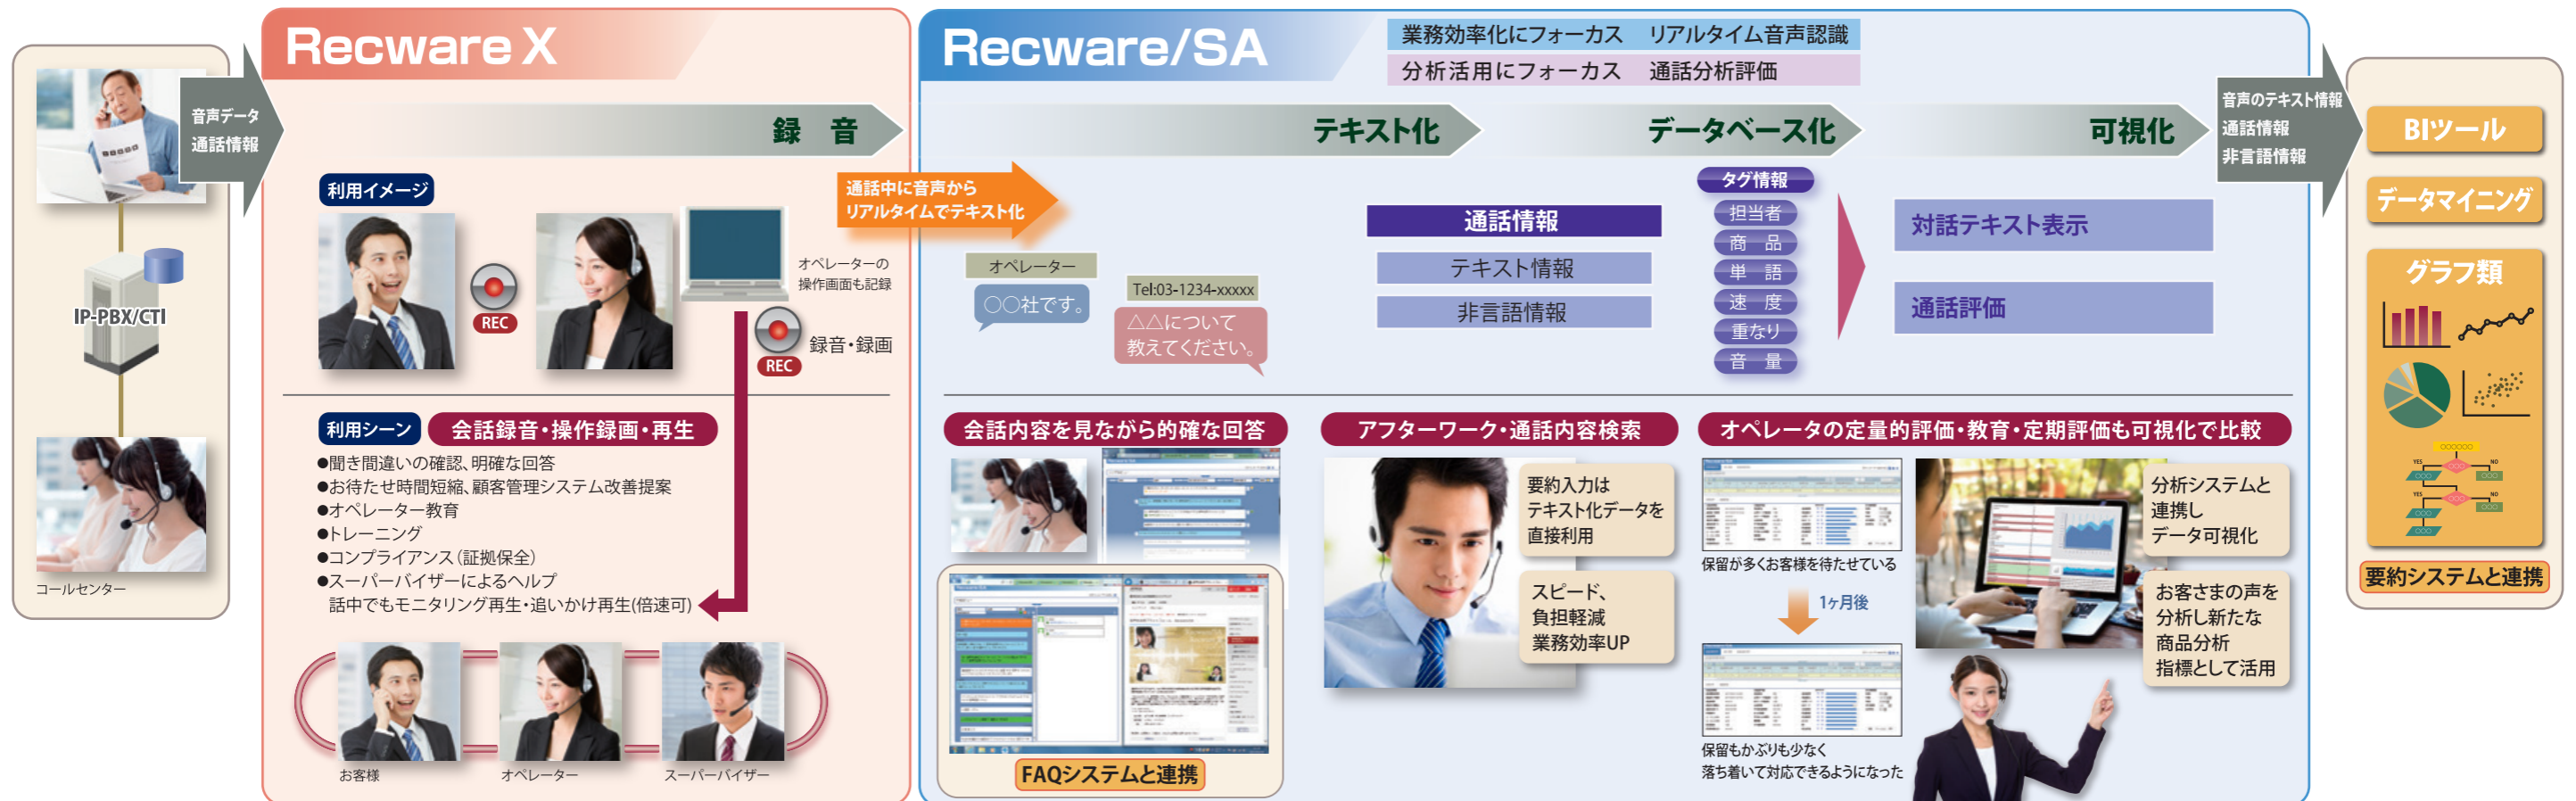 音声データ
通話情報
IP-PBX/CTI
コールセンター
Recware X
録 音
利用イメージ
REC
オペレーターの
操作画面も記録
REC
録音・録画
利用シーン
会話録音・操作録画・再生
●聞き間違いの確認、明確な回答
●お待たせ時間短縮、顧客管理システム改善提案
●オペレーター教育
●トレーニング
●コンプライアンス（証拠保全）
●スーパーバイザーによるヘルプ
話中でもモニタリング再生・追いかけ再生(倍速可)
お客様
オペレーター
スーパーバイザー
Recware/SA
業務効率化にフォーカス リアルタイム音声認識
分析活用にフォーカス 通話分析評価
テキスト化
データベース化
可視化
通話中に音声から
リアルタイムでテキスト化
オペレーター
○○社です。
Tel:03-1234-xxxxx
△△について
教えてください。
通話情報
テキスト情報
非言語情報
タグ情報
担当者
商 品
単 語
速 度
重なり
音 量
対話テキスト表示
通話評価
会話内容を見ながら的確な回答
FAQシステムと連携
アフターワーク・通話内容検索
要約入力は
テキスト化データを
直接利用
スピード、
負担軽減
業務効率UP
オペレータの定量的評価・教育・定期評価も可視化で比較
保留が多くお客様を待たせている
1ヶ月後
保留もかぶりも少なく
落ち着いて対応できるようになった
分析システムと
連携し
データ可視化
お客さまの声を
分析し新たな
商品分析
指標として活用
音声のテキスト情報
通話情報
非言語情報
BIツール
データマイニング
グラフ類
○○○○○○
YES
○○○
NO
○○○
○○○
YES
○○○
NO
○○○
○○○
○○○
要約システムと連携